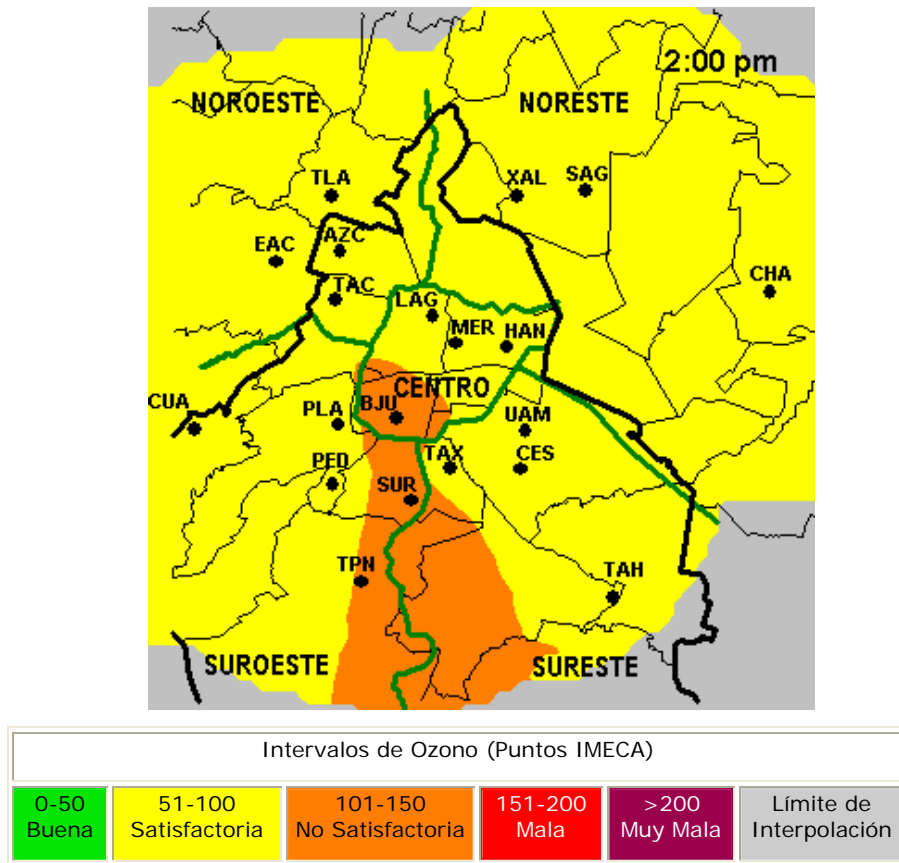 2:00 pm
NOROESTE
NORESTE
TLA
XAL
SAG
EAC
AZC
CHA
TAC
LAG
MER
HAN
CENTRO
CUA
PLA
BJU
UAM
PED
TAX
CES
SUR
TPN
TAH
SUROESTE
SURESTE
Intervalos de Ozono (Puntos IMECA)
0-50
Buena
51-100
Satisfactoria
101-150
No Satisfactoria
151-200
Mala
>200
Muy Mala
Límite de
Interpolación